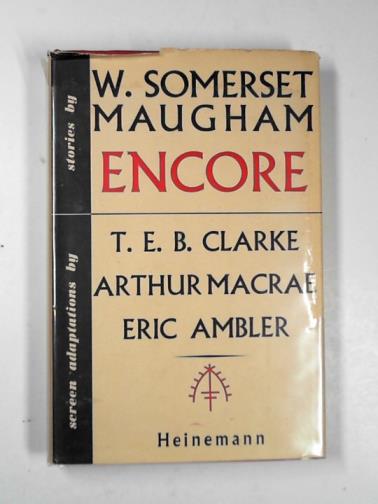 stories by
W. SOMERSET
MAUGHAM
ENCORE
screen adaptations by
T. E. B. CLARKE
ARTHUR MACRAE
ERIC AMBLER
Heinemann